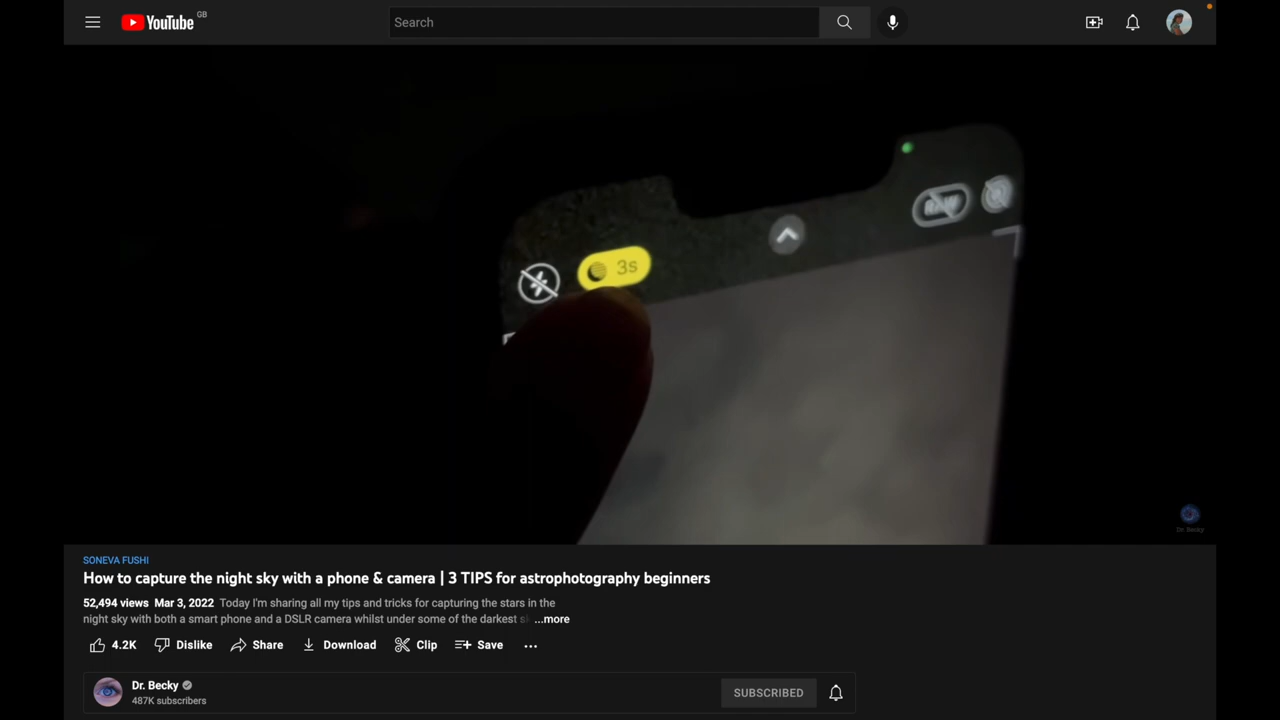 YouTube GB
Search
RAW
3s
Dr. Becky
SONEVA FUSHI
How to capture the night sky with a phone & camera | 3 TIPS for astrophotography beginners
52,494 views Mar 3, 2022 Today I'm sharing all my tips and tricks for capturing the stars in the
night sky with both a smart phone and a DSLR camera whilst under some of the darkest s ...more
4.2K Dislike Share Download Clip Save
Dr. Becky
487K subscribers
SUBSCRIBED